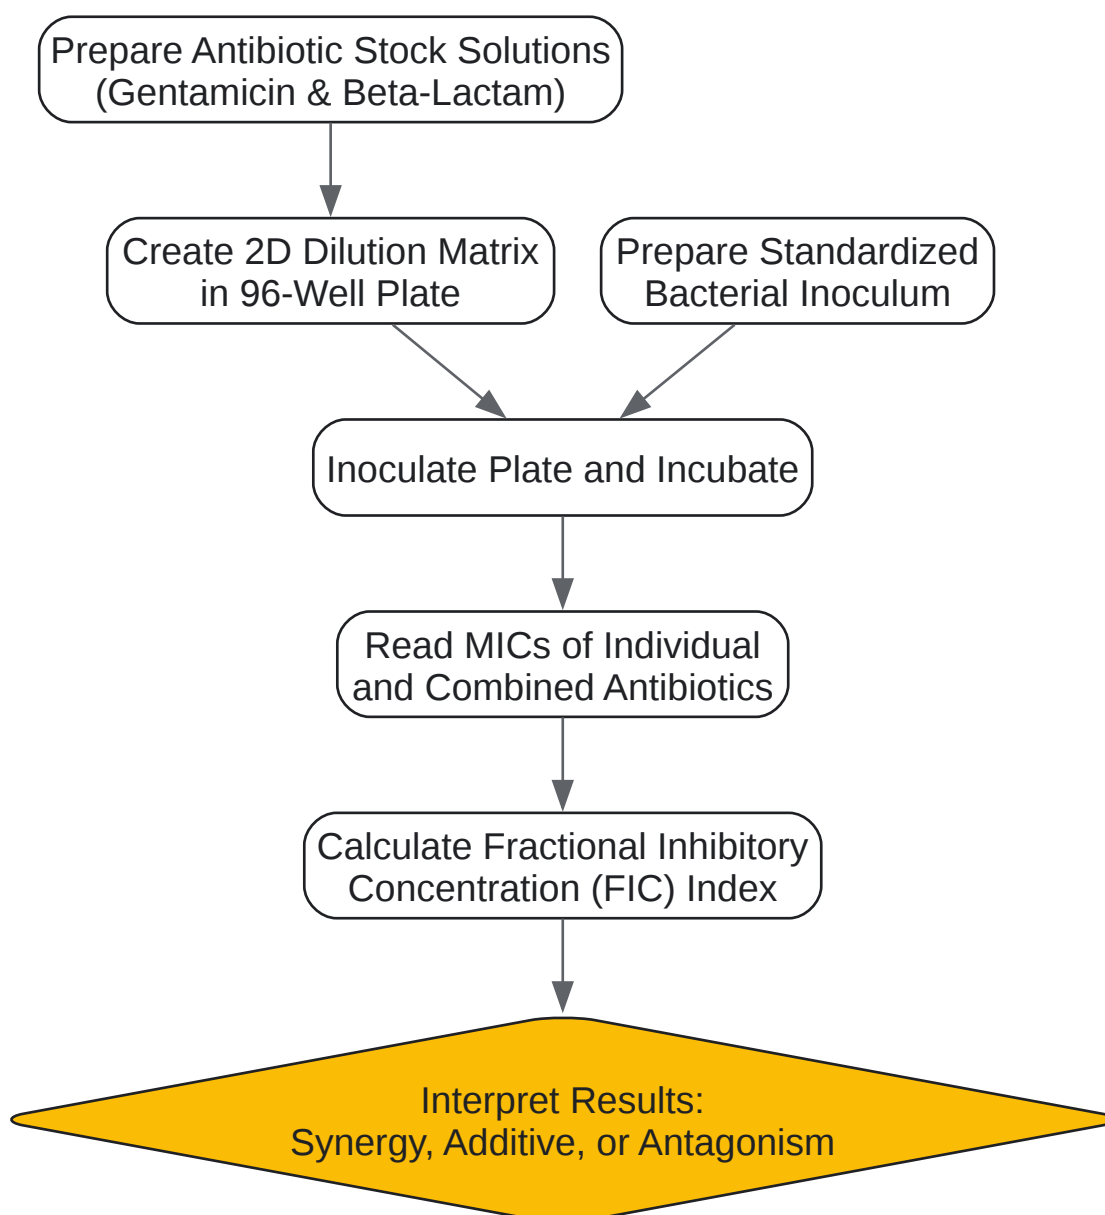 Prepare Antibiotic Stock Solutions
(Gentamicin & Beta-Lactam)
Create 2D Dilution Matrix
in 96-Well Plate
Prepare Standardized
Bacterial Inoculum
Inoculate Plate and Incubate
Read MICs of Individual
and Combined Antibiotics
Calculate Fractional Inhibitory
Concentration (FIC) Index
Interpret Results:
Synergy, Additive, or Antagonism